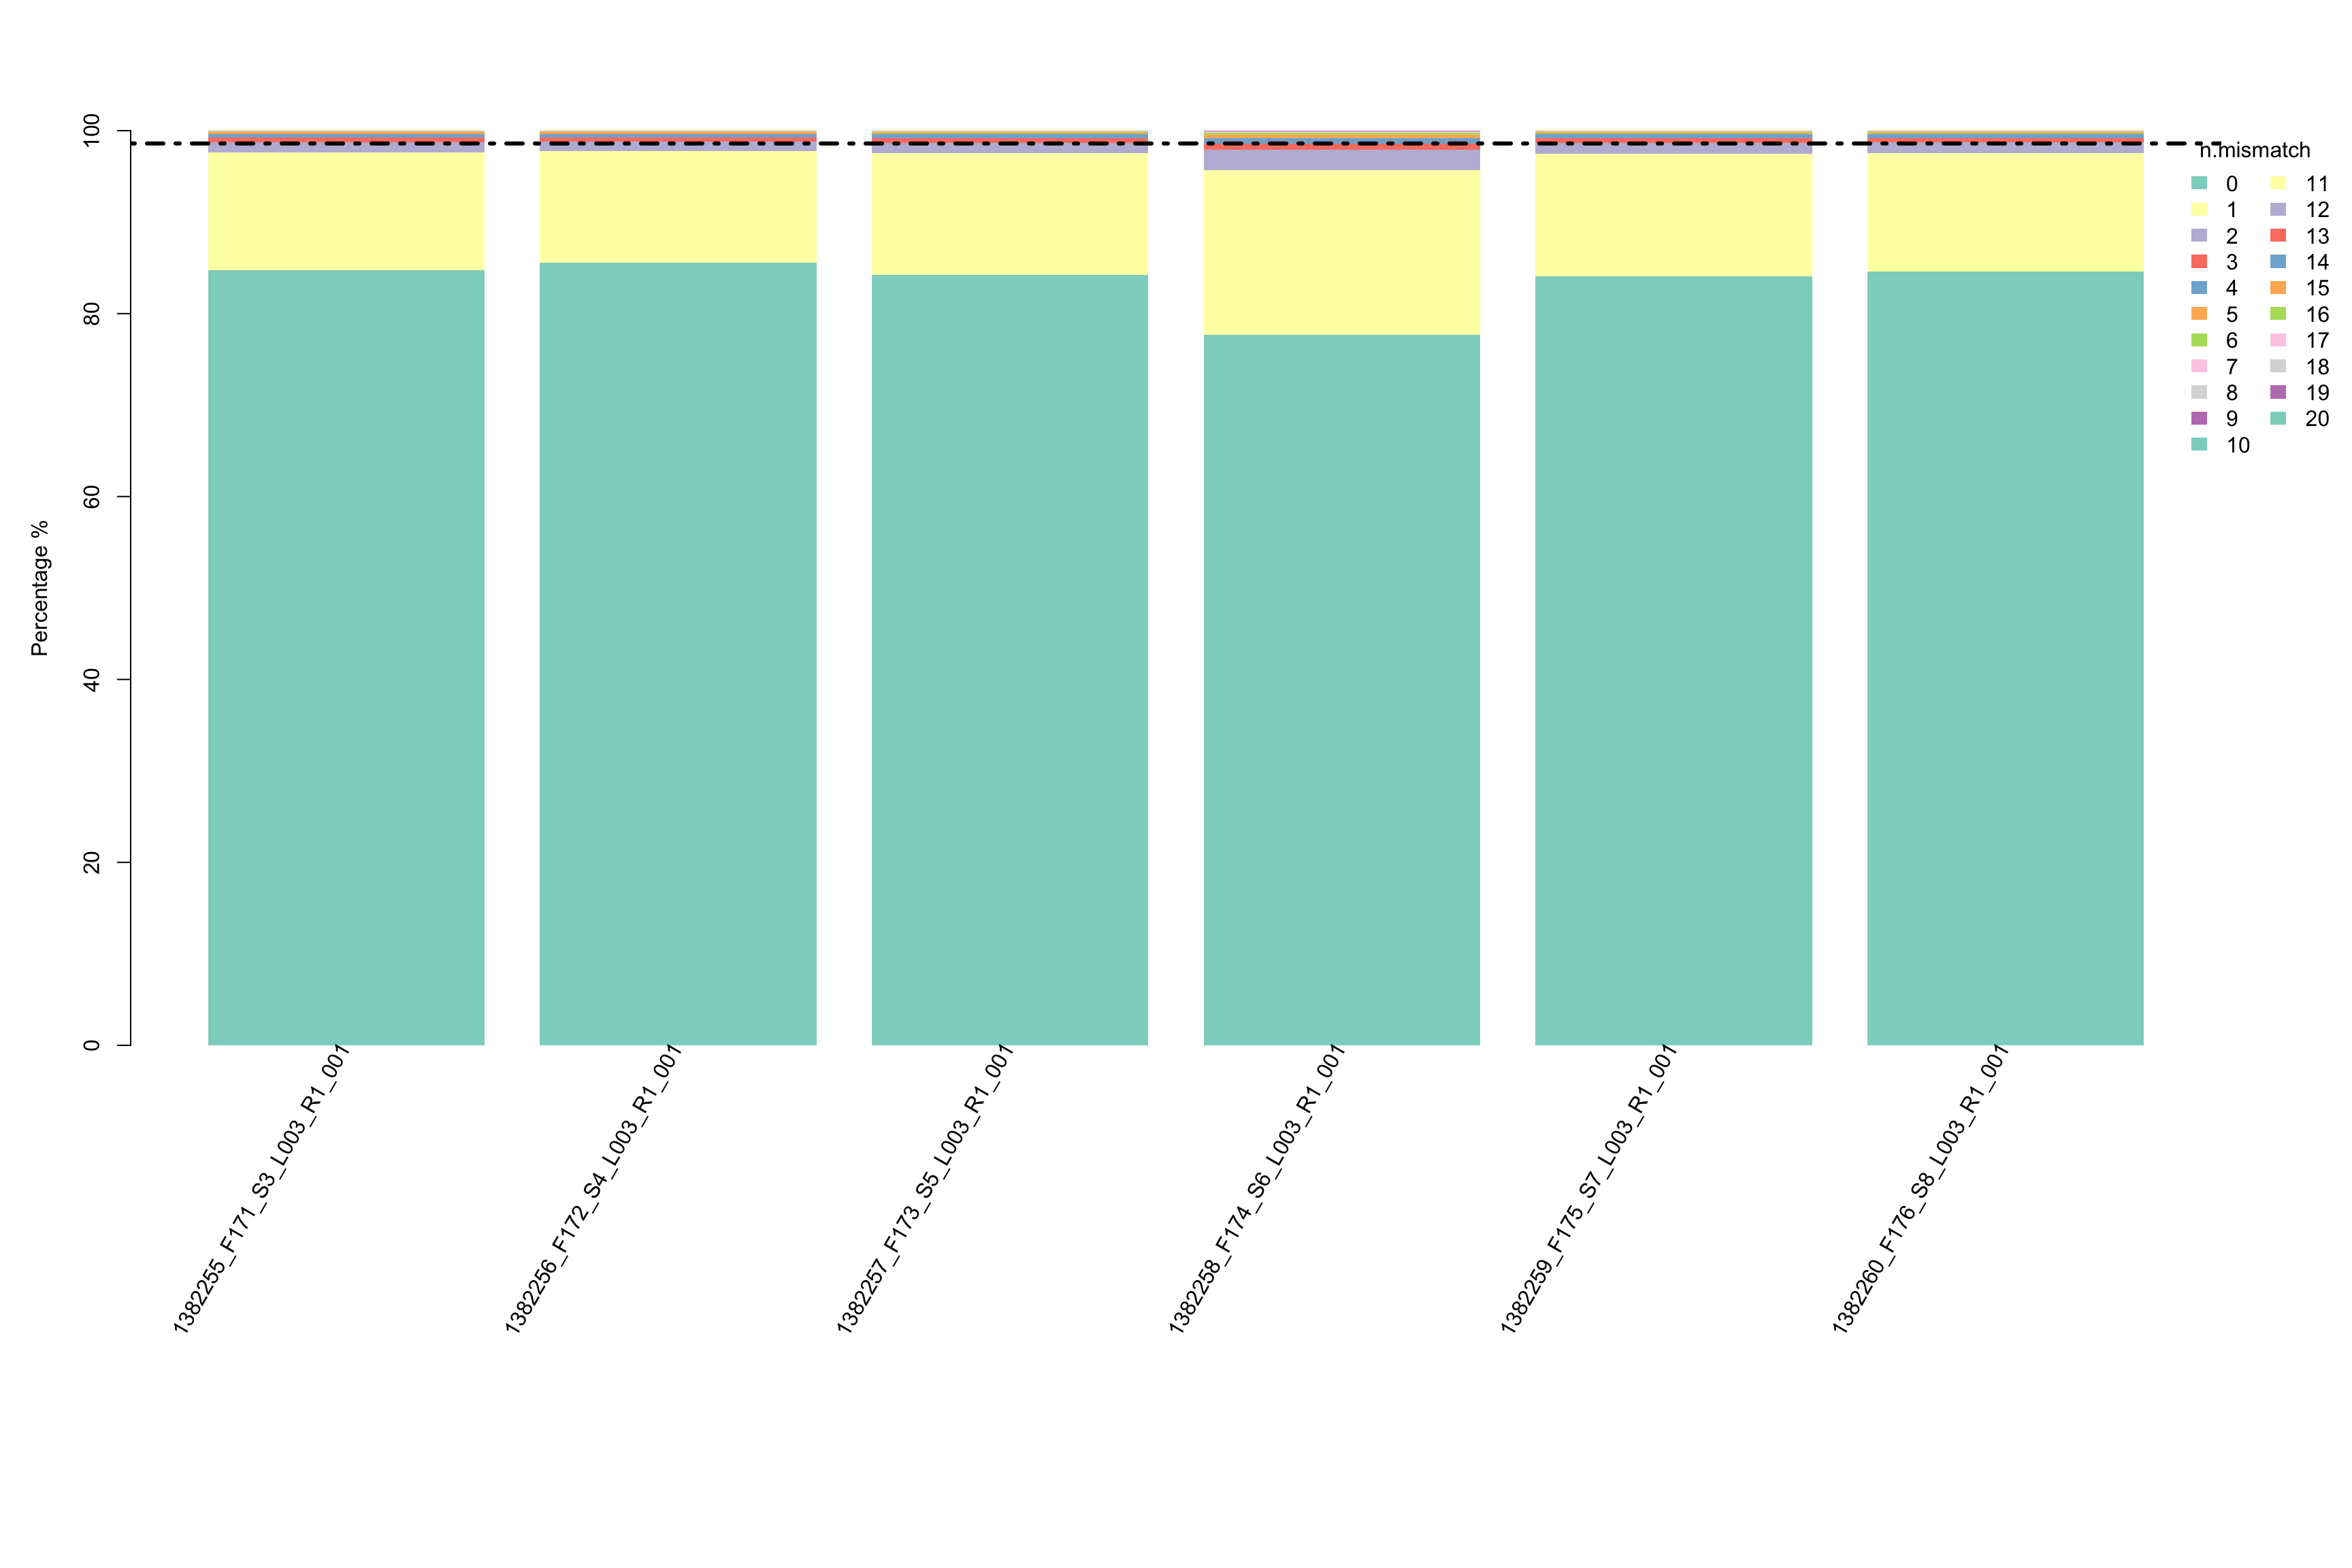 Percentage %
100
80
60
40
20
0
n.mismatch
0 11
1 12
2 13
3 14
4 15
5 16
6 17
7 18
8 19
9 20
10
1382255_F171_S3_L003_R1_001
1382256_F172_S4_L003_R1_001
1382257_F173_S5_L003_R1_001
1382258_F174_S6_L003_R1_001
1382259_F175_S7_L003_R1_001
1382260_F176_S8_L003_R1_001